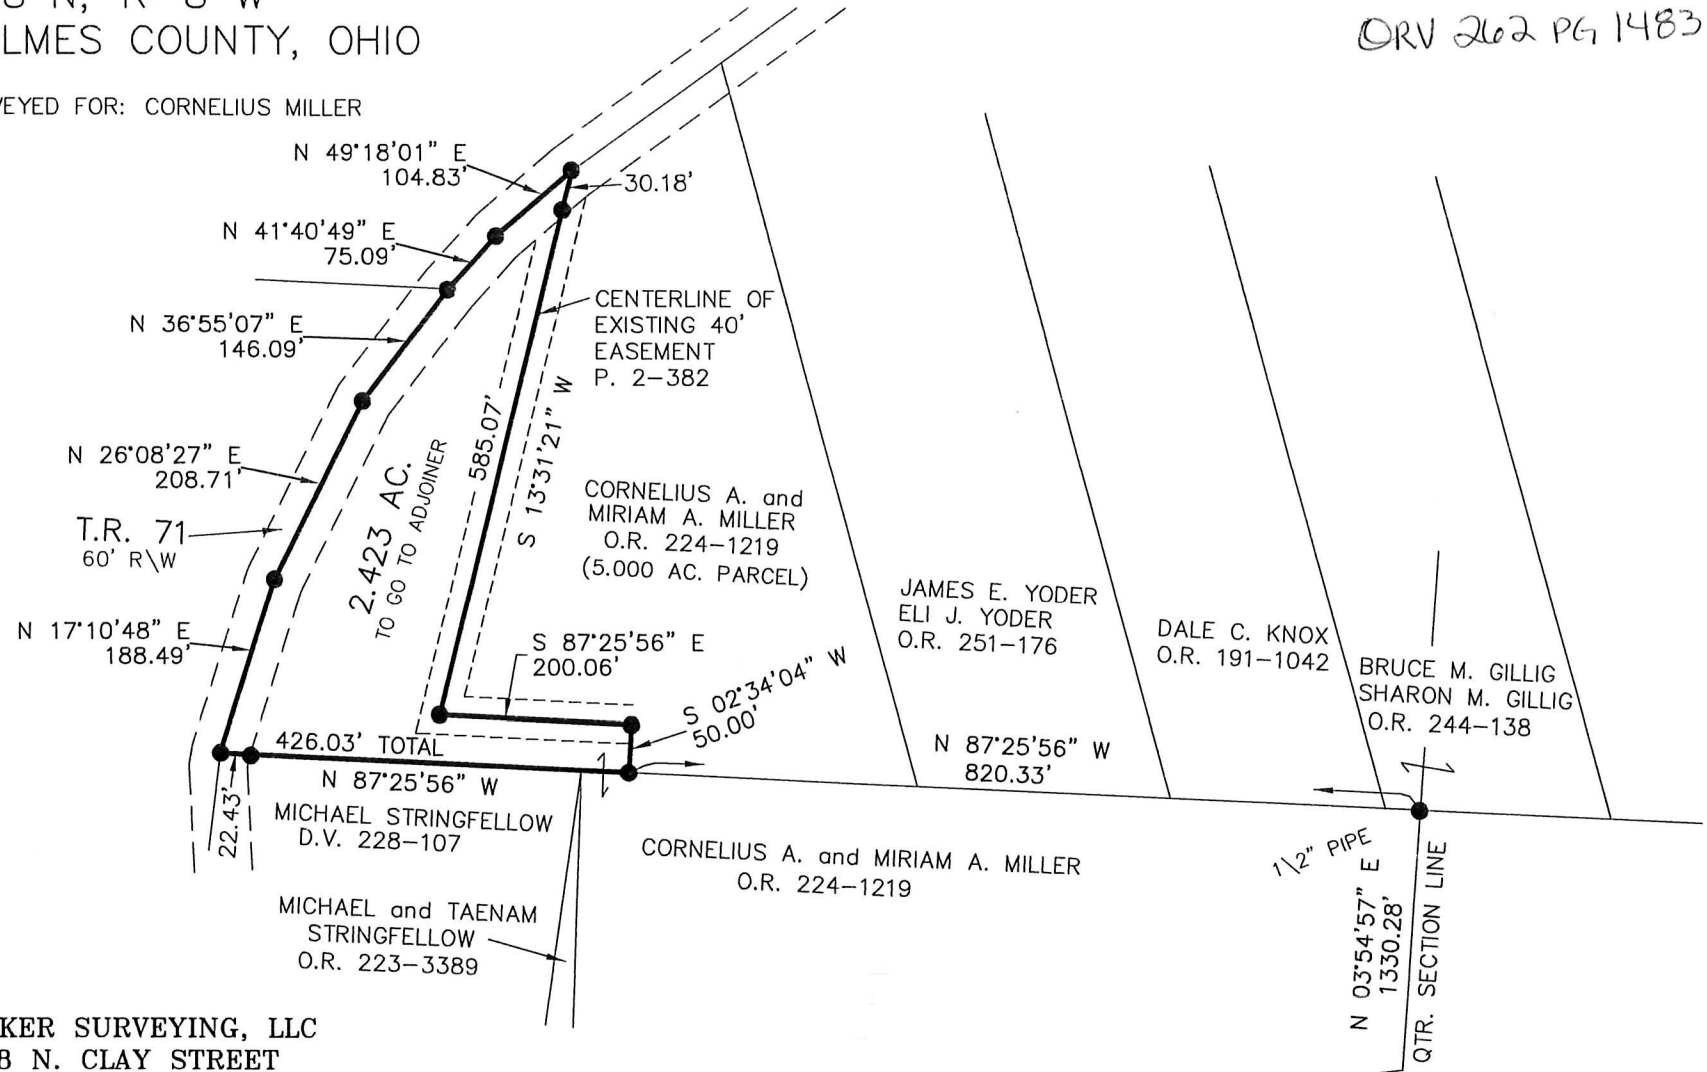 LMES COUNTY, OHIO
ORV 262 PG 1483
VEYED FOR: CORNELIUS MILLER
N 49°18'01" E
104.83'
30.18'
N 41°40'49" E
75.09'
CENTERLINE OF
EXISTING 40'
EASEMENT
P. 2-382
N 36°55'07" E
146.09'
585.07'
S 13°31'21" W
N 26°08'27" E
208.71'
2.423 AC.
TO GO TO ADJOINER
CORNELIUS A. and
MIRIAM A. MILLER
O.R. 224-1219
(5.000 AC. PARCEL)
T.R. 71
60' R\W
JAMES E. YODER
ELI J. YODER
O.R. 251-176
DALE C. KNOX
O.R. 191-1042
BRUCE M. GILLIG
SHARON M. GILLIG
O.R. 244-138
N 17°10'48" E
188.49'
S 87°25'56" E
200.06'
S 02°34'04" W
50.00'
426.03' TOTAL
N 87°25'56" W
N 87°25'56" W
820.33'
22.43'
MICHAEL STRINGFELLOW
D.V. 228-107
CORNELIUS A. and MIRIAM A. MILLER
O.R. 224-1219
1\2" PIPE
N 03°54'57" E
1330.28'
QTR. SECTION LINE
MICHAEL and TAENAM
STRINGFELLOW
O.R. 223-3389
KER SURVEYING, LLC
N. CLAY STREET